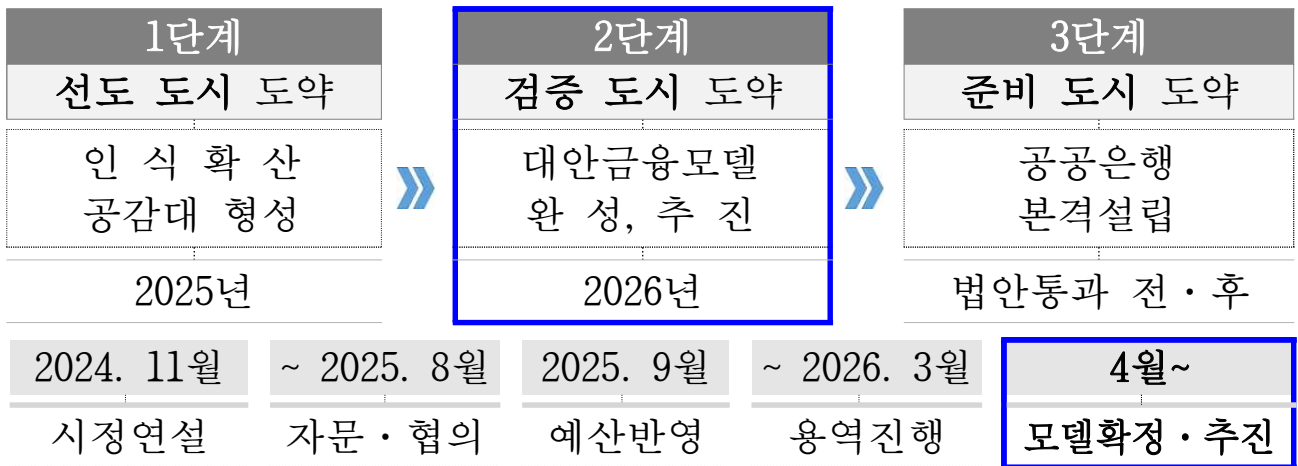 1단계
선도 도시 도약
인 식 확 산
공감대 형성
2025년
2단계
검증 도시 도약
대안금융모델
완 성, 추 진
2026년
3단계
준비 도시 도약
공공은행
본격설립
법안통과 전・후
2024. 11월
시정연설
~ 2025. 8월
자문・협의
2025. 9월
예산반영
~ 2026. 3월
용역진행
4월~
모델확정・추진